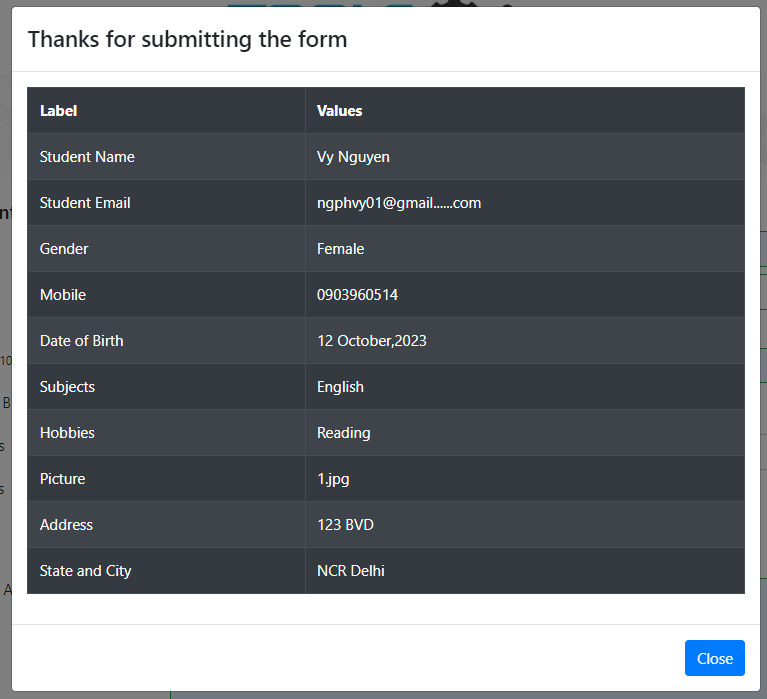 Thanks for submitting the form
Label Values
Student Name Vy Nguyen
Student Email ngphvy01@gmail......com
Gender Female
Mobile 0903960514
Date of Birth 12 October,2023
Subjects English
Hobbies Reading
Picture 1.jpg
Address 123 BVD
State and City NCR Delhi
Close